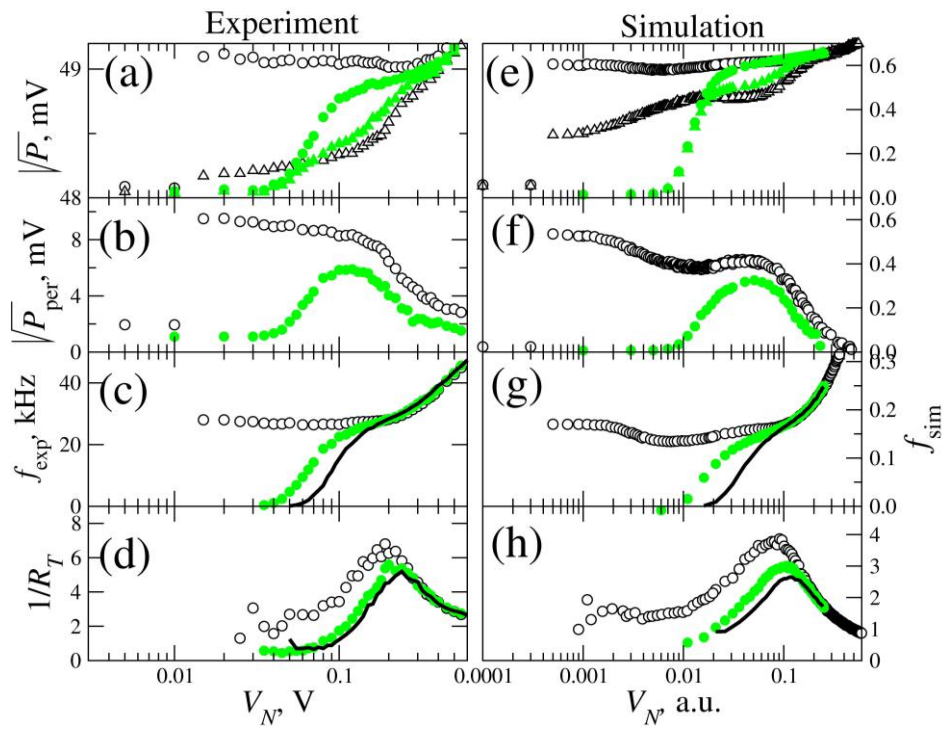 Experiment
Simulation
(a)
(e)
49
48
√P, mV
0.6
0.4
0.2
0.0
(b)
(f)
8
4
0
√P_per, mV
0.6
0.4
0.2
0
(c)
(g)
40
20
0
f_exp, kHz
0.3
0.2
0.1
0.0
f_sim
(d)
(h)
8
6
4
2
0
1/R_T
4
3
2
1
0
0.01
0.1
0.0001
0.001
0.01
0.1
V_N, V
V_N, a.u.